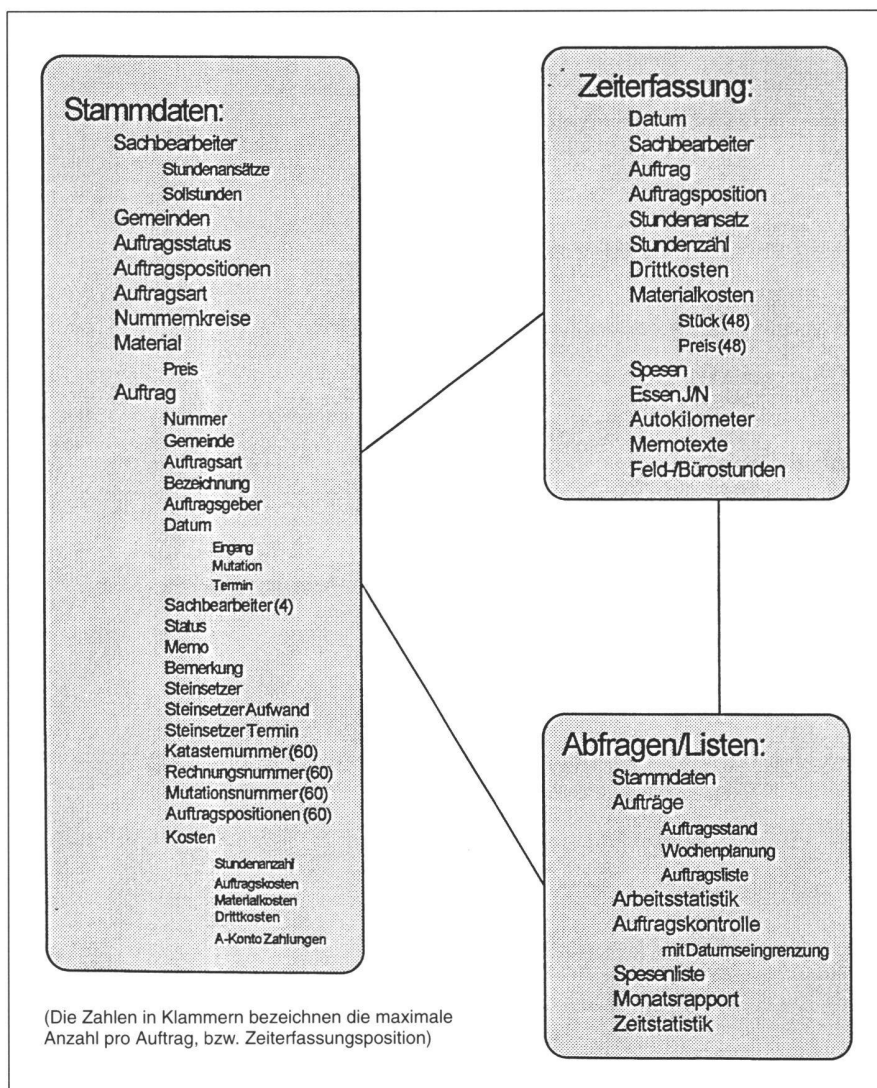 Stammdaten:
Sachbearbeiter
Stundenansätze
Sollstunden
Gemeinden
Auftragsstatus
Auftragspositionen
Auftragsart
Nummernkreise
Material
Preis
Auftrag
Nummer
Gemeinde
Auftragsart
Bezeichnung
Auftragsgeber
Datum
Eingang
Mutation
Termin
Sachbearbeiter (4)
Status
Memo
Bemerkung
Steinsetzer
Steinsetzer Aufwand
Steinsetzer Termin
Katasternummer (60)
Rechnungsnummer (60)
Mutationsnummer (60)
Auftragspositionen (60)
Kosten
Stundenanzahl
Auftragskosten
Materialkosten
Drittkosten
A-Konto Zahlungen
(Die Zahlen in Klammern bezeichnen die maximale
Anzahl pro Auftrag, bzw. Zeiterfassungsposition)
Zeiterfassung:
Datum
Sachbearbeiter
Auftrag
Auftragsposition
Stundenansatz
Stundenzahl
Drittkosten
Materialkosten
Stück (48)
Preis (48)
Spesen
Essen J/N
Autokilometer
Memotexte
Feld-/Bürostunden
Abfragen/Listen:
Stammdaten
Aufträge
Auftragsstand
Wochenplanung
Auftragsliste
Arbeitsstatistik
Auftragskontrolle
mit Datumseingrenzung
Spesenliste
Monatsrapport
Zeitstatistik